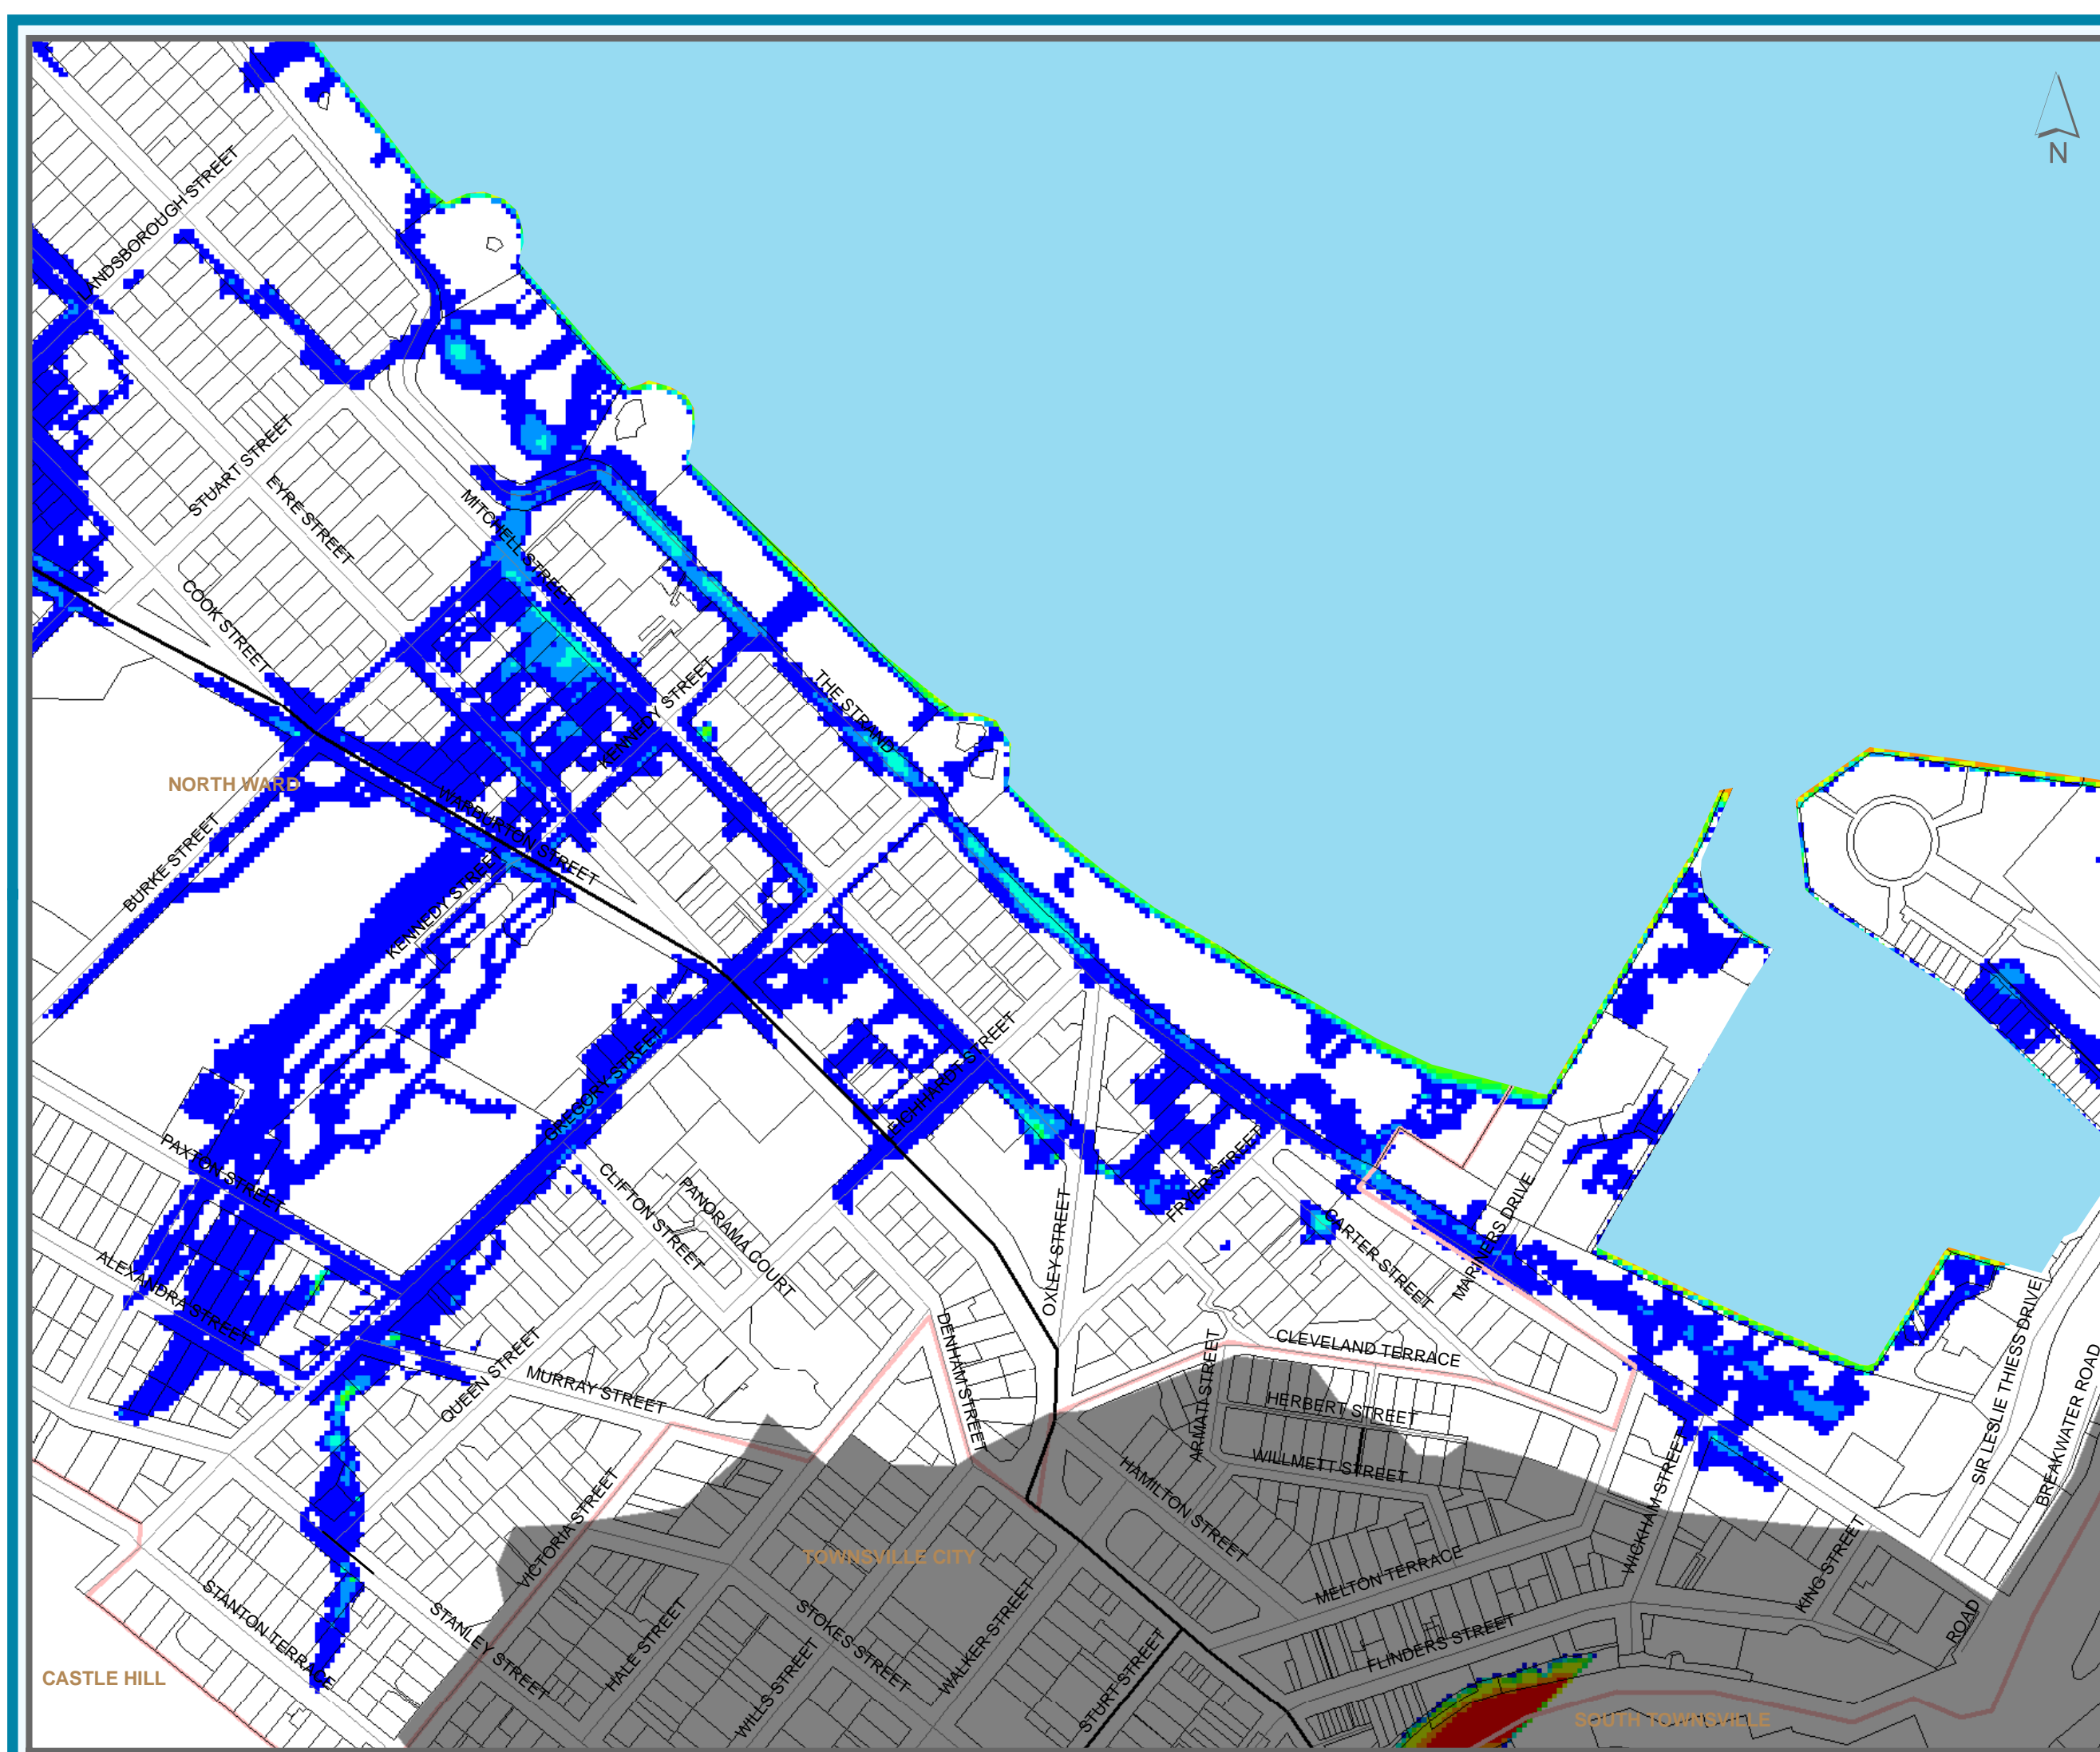 N
LANDSBOROUGH STREET
STUART STREET
EYRE STREET
MITCHELL STREET
COOK STREET
KENNEDY STREET
THE STRAND
NORTH WARD
WARBURTON STREET
BURKE STREET
KENNEDY STREET
GREGORY STREET
LEICHHARDT STREET
PAXTON STREET
CLIFTON STREET
PANORAMA COURT
FRYER STREET
OXLEY STREET
CARTER STREET
MARINERS DRIVE
ALEXANDRA STREET
QUEEN STREET
MURRAY STREET
DENHAM STREET
ARMATI STREET
CLEVELAND TERRACE
HERBERT STREET
WILLMETT STREET
SIR LESLIE THIESS DRIVE
BREAKWATER ROAD
HAMILTON STREET
WICKHAM STREET
VICTORIA STREET
TOWNSVILLE CITY
MELTON TERRACE
KING STREET
STANTON TERRACE
STANLEY STREET
HALE STREET
STOKES STREET
WILLS STREET
WALKER STREET
STURT STREET
FLINDERS STREET
ROAD
CASTLE HILL
SOUTH TOWNSVILLE